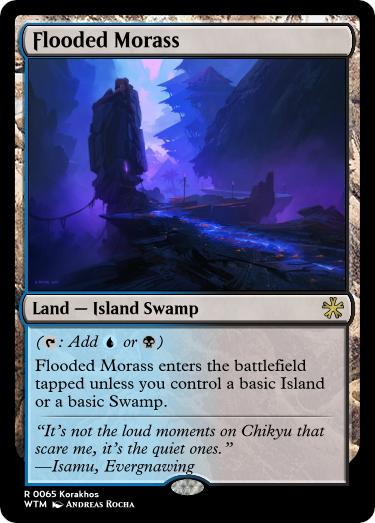 Flooded Morass
Land — Island Swamp
(: Add or )
Flooded Morass enters the battlefield
tapped unless you control a basic Island
or a basic Swamp.
“It's not the loud moments on Chikyu that
scare me, it's the quiet ones.”
—Isamu, Evergnawing
R 0065 Korakhos
WTM Andreas Rocha